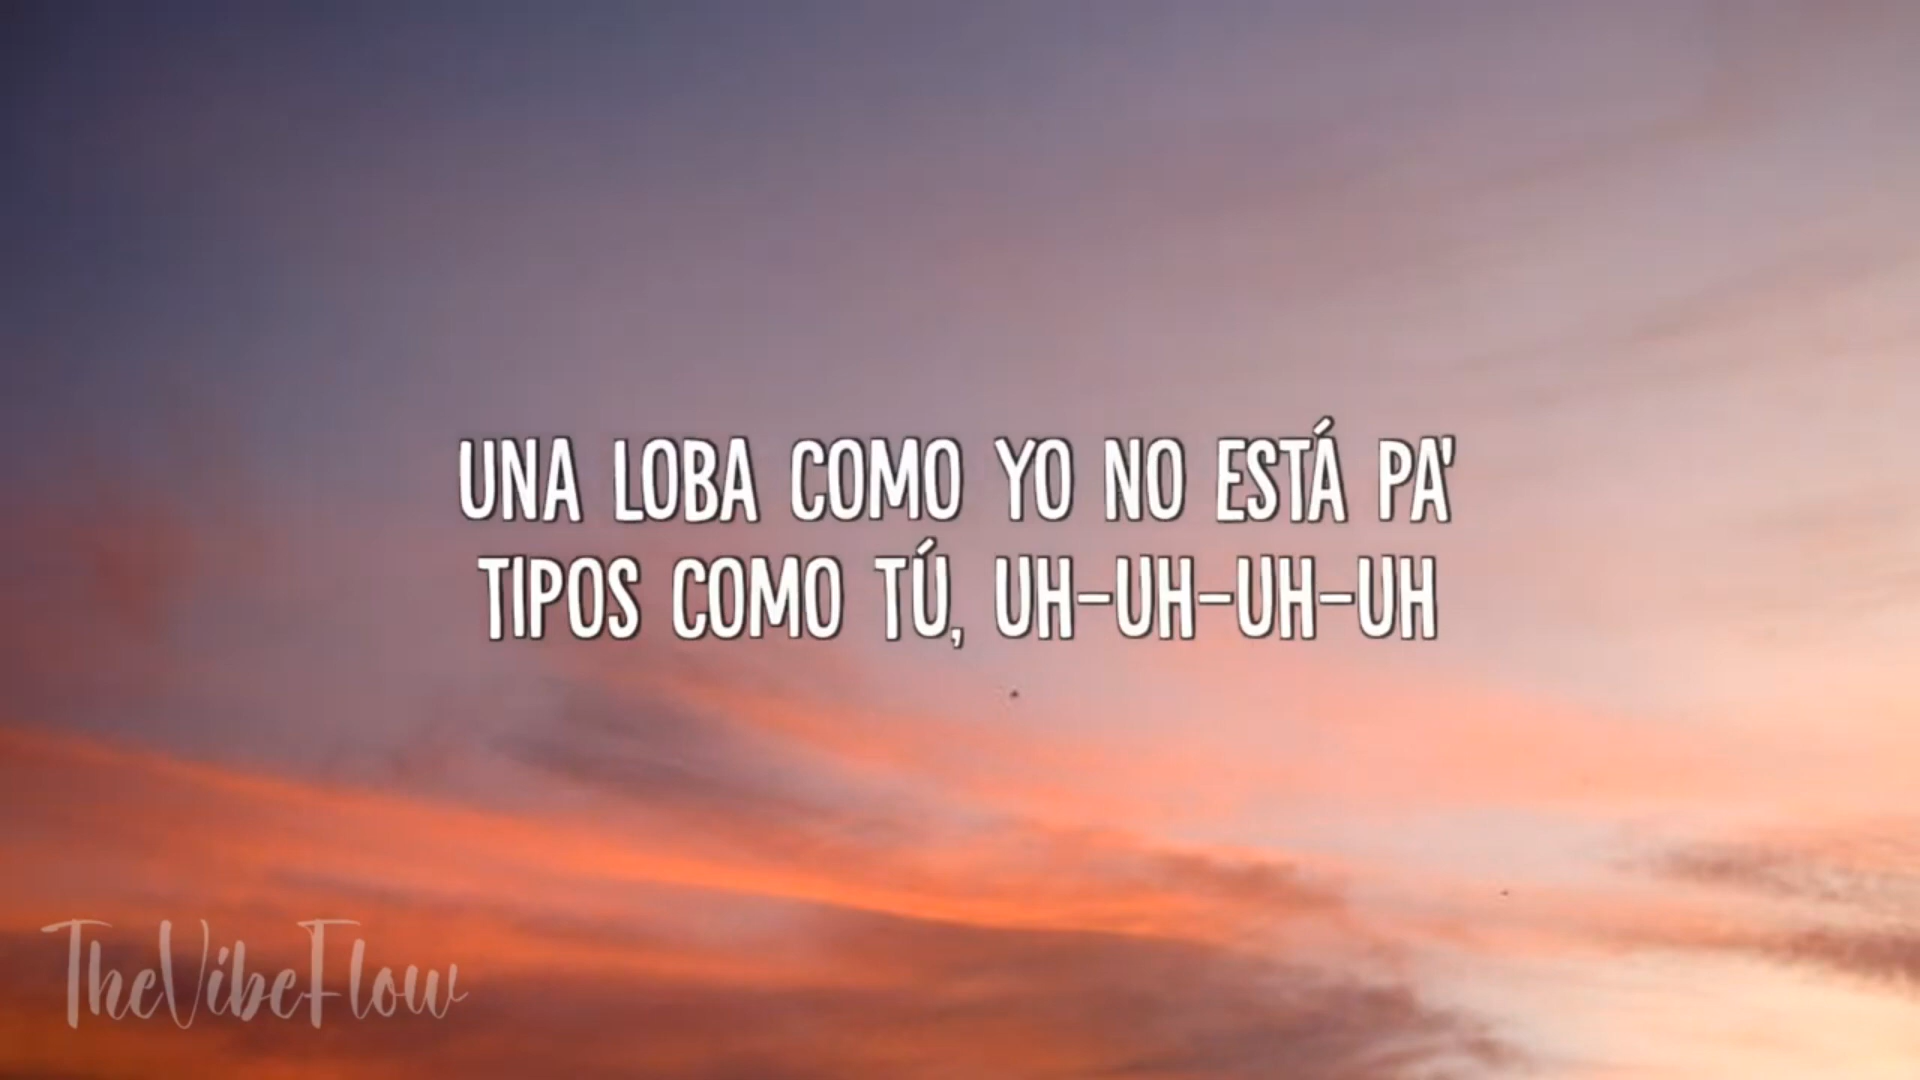 UNA LOBA COMO YO NO ESTÁ PA'
TIPOS COMO TÚ, UH-UH-UH-UH
TheVibeFlow